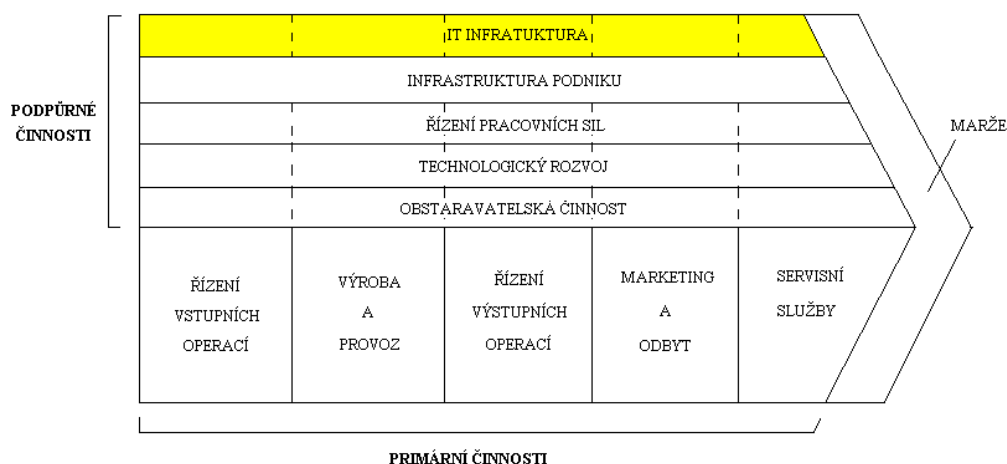 IT INFRATUKTURA
INFRASTRUKTURA PODNIKU
PODPŮRNÉ
ČINNOSTI
ŘÍZENÍ PRACOVNÍCH SIL
MARŽE
TECHNOLOGICKÝ ROZVOJ
OBSTARAVATELSKÁ ČINNOST
ŘÍZENÍ
VSTUPNÍCH
OPERACÍ
VÝROBA
A
PROVOZ
ŘÍZENÍ
VÝSTUPNÍCH
OPERACÍ
MARKETING
A
ODBYT
SERVISNÍ
SLUŽBY
PRIMÁRNÍ ČINNOSTI